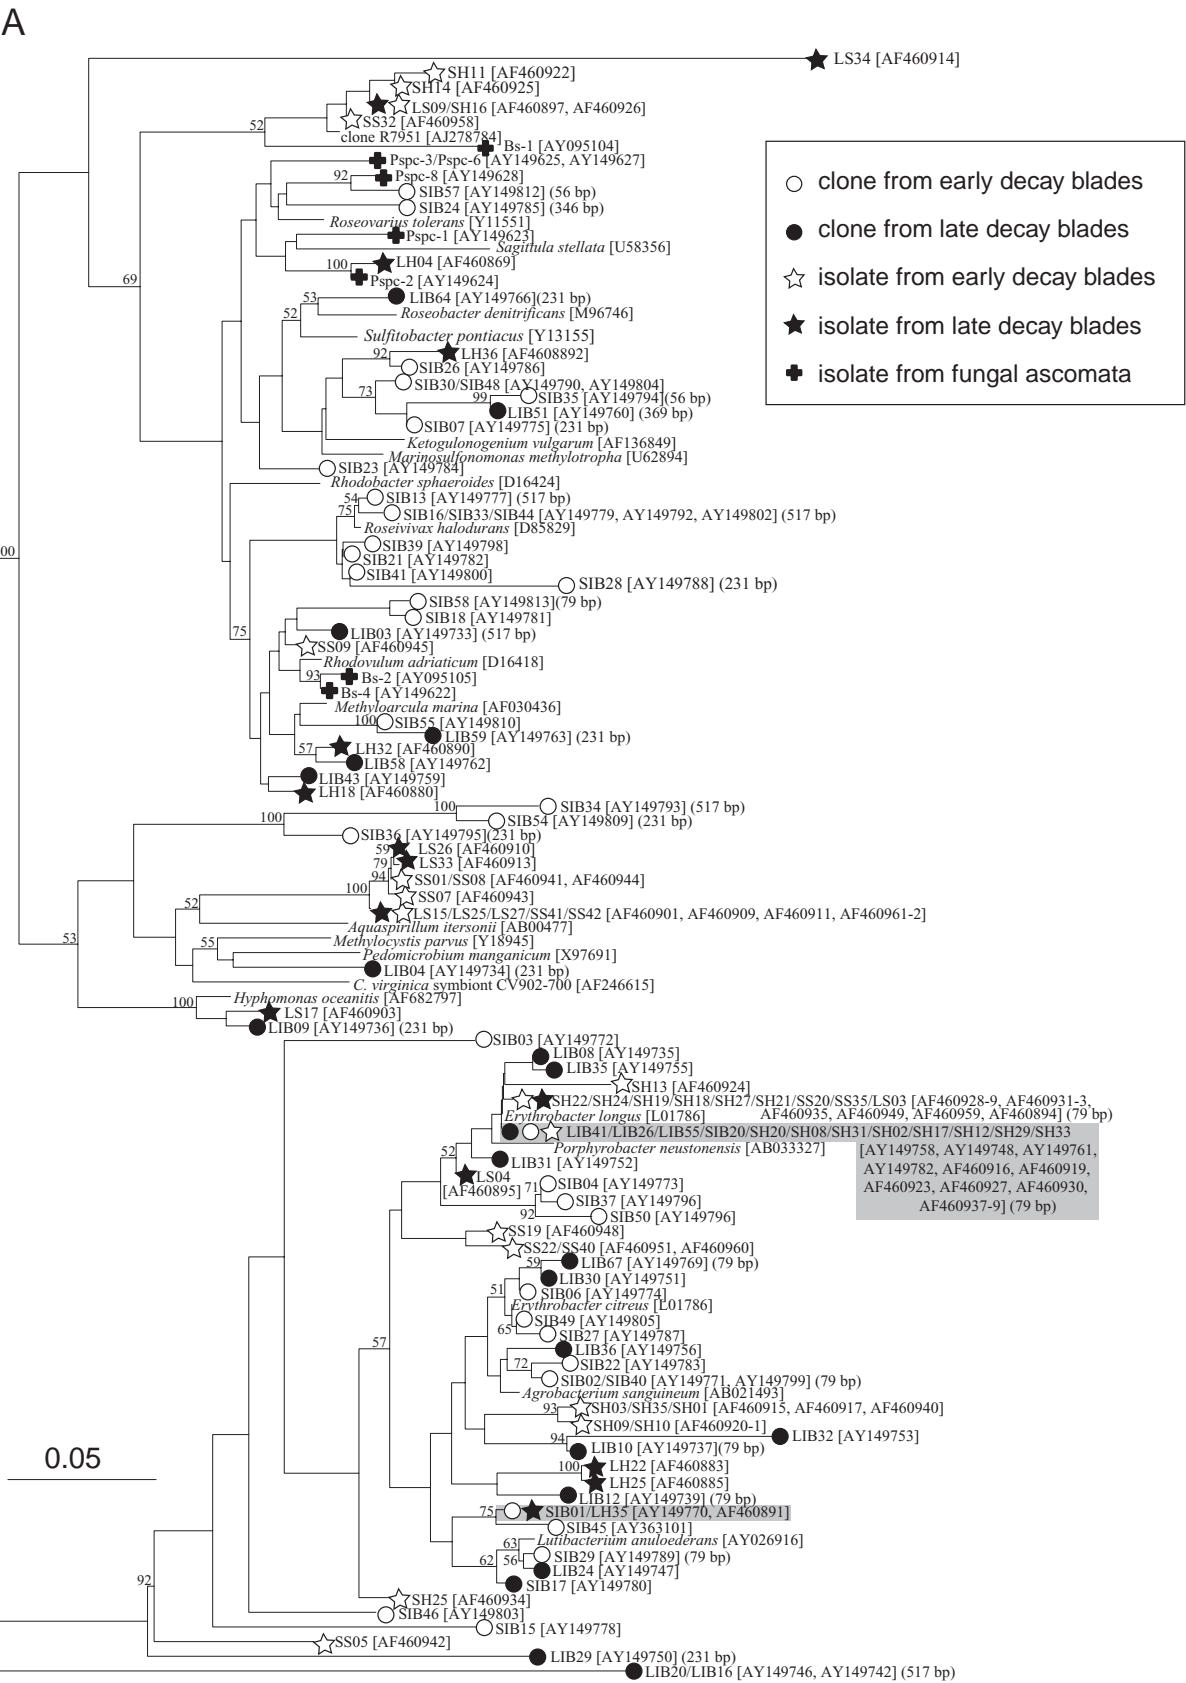 A
LS34 [AF460914]
SH11 [AF460922]
SH14 [AF460925]
LS09/SH16 [AF460897, AF460926]
SS32 [AF460958]
52
clone R7951 [AJ278784]
Bs-1 [AY095104]
Pspc-3/Pspc-6 [AY149625, AY149627]
92
Pspc-8 [AY149628]
SIB57 [AY149812] (56 bp)
SIB24 [AY149785] (346 bp)
Roseovarius tolerans [Y11551]
Pspc-1 [AY149623]
Sagittula stellata [U58356]
100
LH04 [AF460869]
69
Pspc-2 [AY149624]
53
LIB64 [AY149766](231 bp)
52
Roseobacter denitrificans [M96746]
Sulfitobacter pontiacus [Y13155]
92
LH36 [AF4608892]
SIB26 [AY149786]
SIB30/SIB48 [AY149790, AY149804]
73
99
SIB35 [AY149794](56 bp)
LIB51 [AY149760] (369 bp)
SIB07 [AY149775] (231 bp)
Ketogulonogenium vulgarum [AF136849]
Marinosulfonomonas methylotropha [U62894]
SIB23 [AY149784]
Rhodobacter sphaeroides [D16424]
54
SIB13 [AY149777] (517 bp)
75
SIB16/SIB33/SIB44 [AY149779, AY149792, AY149802] (517 bp)
Roseivivax halodurans [D85829]
00
SIB39 [AY149798]
SIB21 [AY149782]
SIB41 [AY149800]
SIB28 [AY149788] (231 bp)
SIB58 [AY149813](79 bp)
SIB18 [AY149781]
75
LIB03 [AY149733] (517 bp)
SS09 [AF460945]
Rhodovulum adriaticum [D16418]
93
Bs-2 [AY095105]
Bs-4 [AY149622]
Methyloarcula marina [AF030436]
100
SIB55 [AY149810]
LIB59 [AY149763] (231 bp)
57
LH32 [AF460890]
LIB58 [AY149762]
LIB43 [AY149759]
LH18 [AF460880]
100
SIB34 [AY149793] (517 bp)
100
SIB54 [AY149809] (231 bp)
SIB36 [AY149795](231 bp)
59
LS26 [AF460910]
79
LS33 [AF460913]
94
SS01/SS08 [AF460941, AF460944]
100
SS07 [AF460943]
52
LS15/LS25/LS27/SS41/SS42 [AF460901, AF460909, AF460911, AF460961-2]
Aquaspirillum itersonii [AB00477]
53
55
Methylocystis parvus [Y18945]
Pedomicrobium manganicum [X97691]
LIB04 [AY149734] (231 bp)
C. virginica symbiont CV902-700 [AF246615]
100
Hyphomonas oceanitis [AF682797]
LS17 [AF460903]
LIB09 [AY149736] (231 bp)
SIB03 [AY149772]
LIB08 [AY149735]
LIB35 [AY149755]
SH13 [AF460924]
SH22/SH24/SH19/SH18/SH27/SH21/SS20/SS35/LS03 [AF460928-9, AF460931-3,
AF460935, AF460949, AF460959, AF460894] (79 bp)
Erythrobacter longus [L01786]
LIB41/LIB26/LIB55/SIB20/SH20/SH08/SH31/SH02/SH17/SH12/SH29/SH33
[AY149758, AY149748, AY149761,
AY149782, AF460916, AF460919,
AF460923, AF460927, AF460930,
AF460937-9] (79 bp)
Porphyrobacter neustonensis [AB033327]
52
LIB31 [AY149752]
LS04
[AF460895]
71
SIB04 [AY149773]
SIB37 [AY149796]
92
SIB50 [AY149796]
SS19 [AF460948]
SS22/SS40 [AF460951, AF460960]
59
LIB67 [AY149769] (79 bp)
LIB30 [AY149751]
51
SIB06 [AY149774]
Erythrobacter citreus [L01786]
SIB49 [AY149805]
65
SIB27 [AY149787]
57
LIB36 [AY149756]
72
SIB22 [AY149783]
SIB02/SIB40 [AY149771, AY149799] (79 bp)
Agrobacterium sanguineum [AB021493]
93
SH03/SH35/SH01 [AF460915, AF460917, AF460940]
SH09/SH10 [AF460920-1]
94
LIB32 [AY149753]
LIB10 [AY149737](79 bp)
100
LH22 [AF460883]
LH25 [AF460885]
LIB12 [AY149739] (79 bp)
75
SIB01/LH35 [AY149770, AF460891]
SIB45 [AY363101]
63
Lutibacterium anuloederans [AY026916]
62
56
SIB29 [AY149789] (79 bp)
LIB24 [AY149747]
SIB17 [AY149780]
92
SH25 [AF460934]
SIB46 [AY149803]
SIB15 [AY149778]
SS05 [AF460942]
LIB29 [AY149750] (231 bp)
LIB20/LIB16 [AY149746, AY149742] (517 bp)
0.05
clone from early decay blades
clone from late decay blades
isolate from early decay blades
isolate from late decay blades
isolate from fungal ascomata